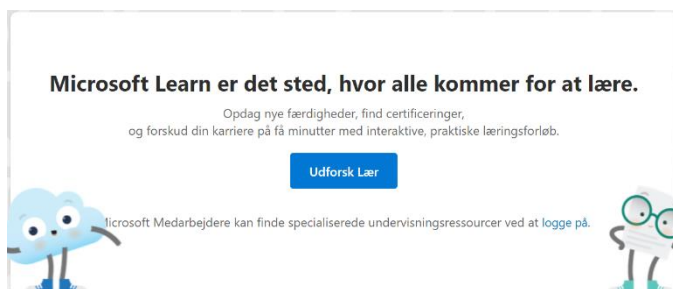 Microsoft Learn er det sted, hvor alle kommer for at lære.
Opdag nye færdigheder, find certificeringer,
og forskud din karriere på få minutter med interaktive, praktiske læringsforløb.
Udforsk Lær
icrosoft Medarbejdere kan finde specialiserede undervisningsressourcer ved at logge på.